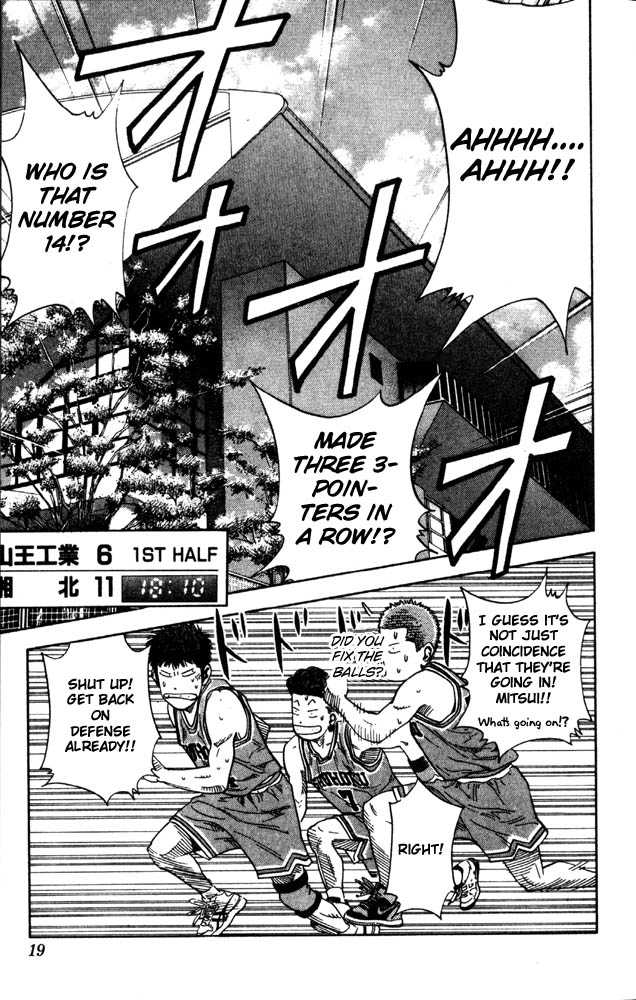 AHHHH....
AHHH!!
WHO IS
THAT
NUMBER
14!?
オ
オ
オ
オ
MADE
THREE 3-
POIN-
TERS IN
A ROW!?
山王工業 6 1ST HALF
湘 北 11 18:10
I GUESS IT'S
NOT JUST
COINCIDENCE
THAT THEY'RE
GOING IN!
MITSUI!!
What's going on!?
DID YOU
FIX THE
BALLS?
SHUT UP!
GET BACK
ON
DEFENSE
ALREADY!!
RIGHT!
7
19